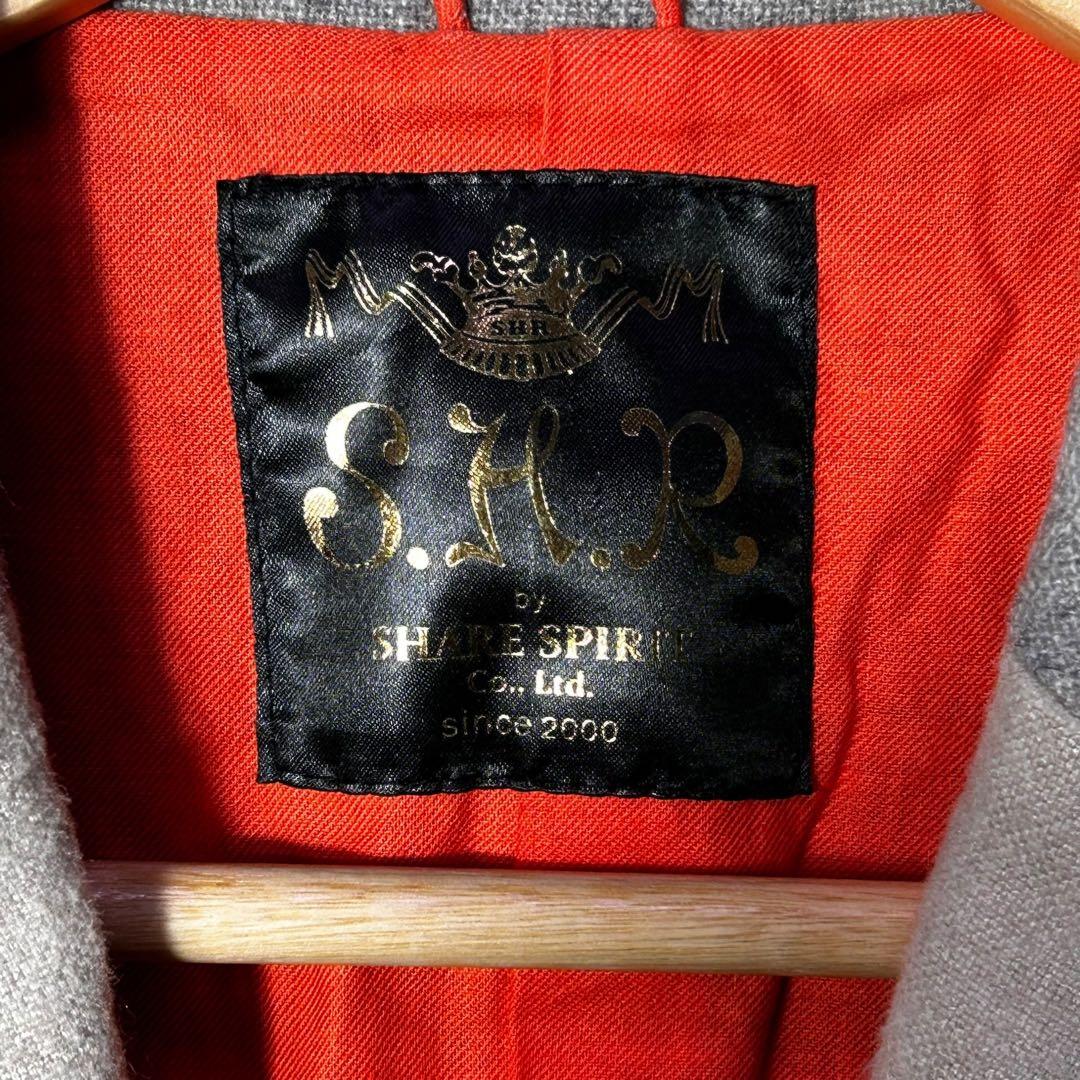 SHR
S.H.R
by
SHARE SPIRIT
Co., Ltd.
since 2000